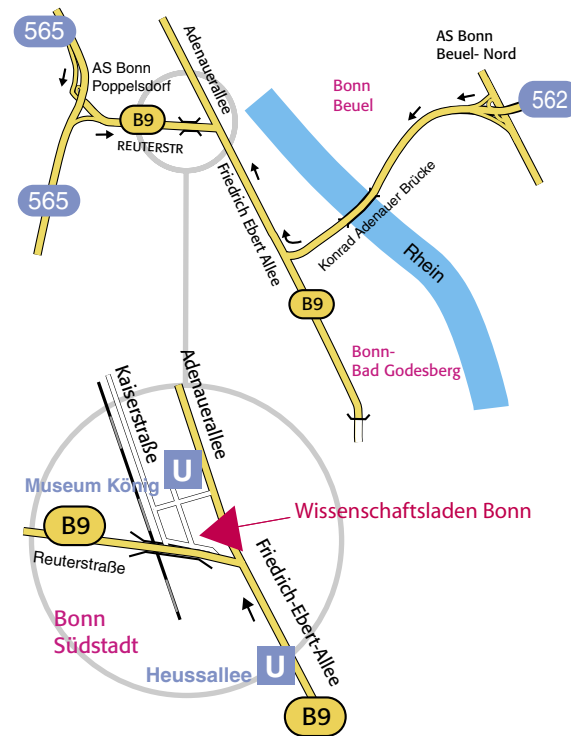 565
Adenauerallee
AS Bonn
Poppelsdorf
B9
REUTERSTR
565
Bonn
Beuel
AS Bonn
Beuel- Nord
562
Friedrich Ebert Allee
Konrad Adenauer Brücke
Rhein
B9
Bonn-
Bad Godesberg
Kaiserstraße
Adenauerallee
U
Museum König
B9
Wissenschaftsladen Bonn
Reuterstraße
Friedrich-Ebert-Allee
Bonn
Südstadt
Heussallee
U
B9